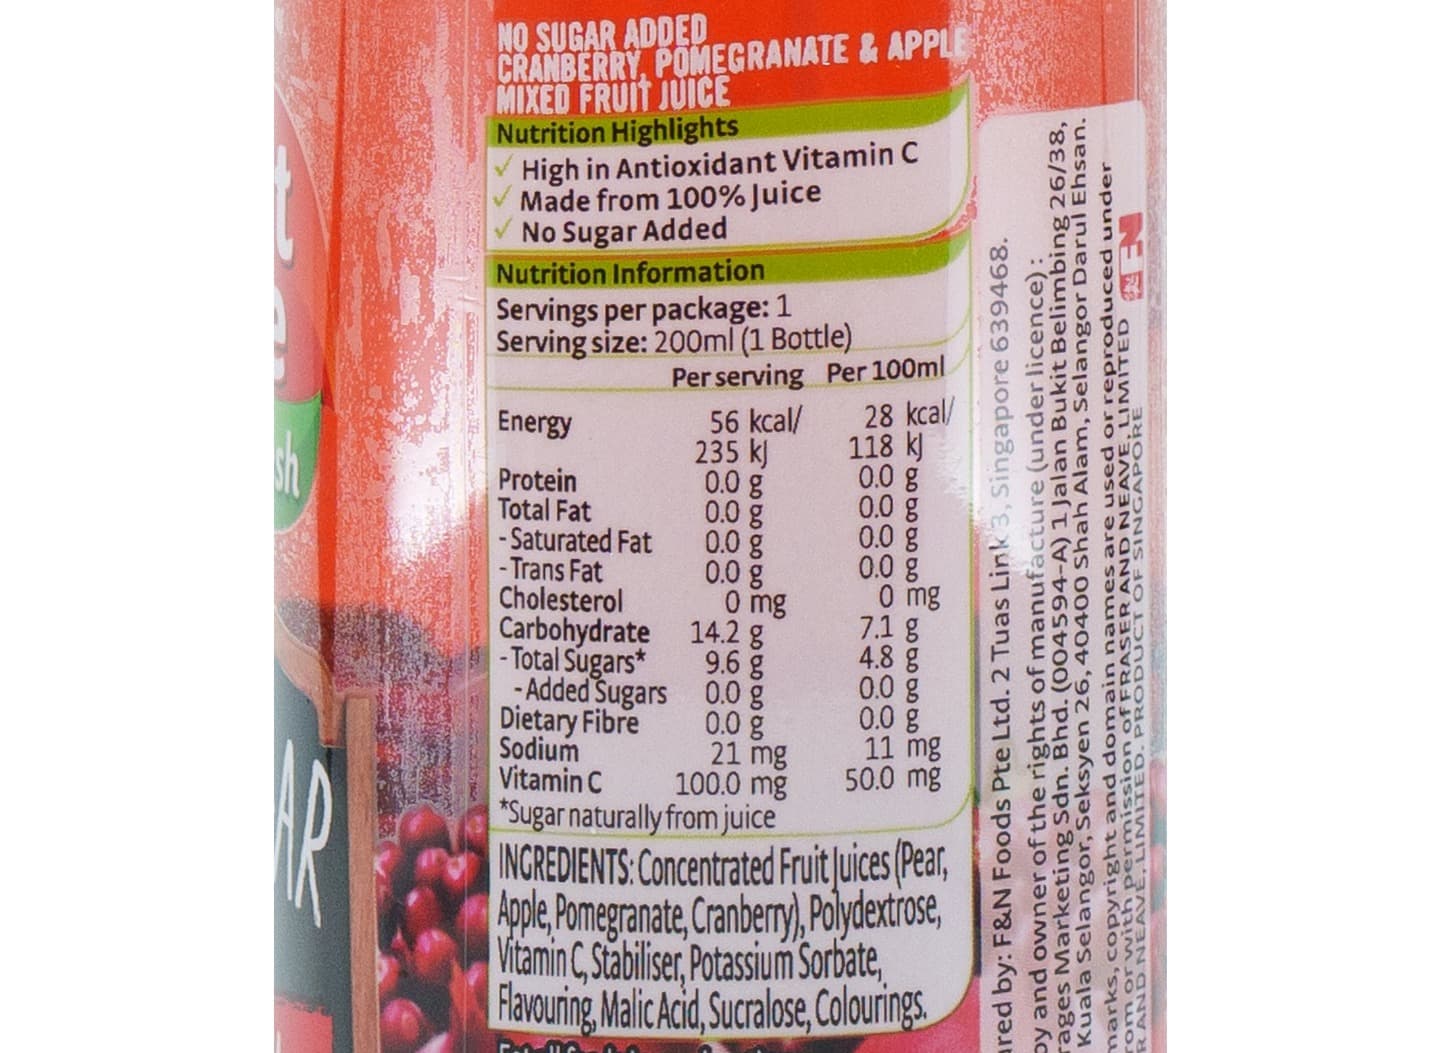 NO SUGAR ADDED
CRANBERRY, POMEGRANATE & APPLE
MIXED FRUIT JUICE
Nutrition Highlights
✓ High in Antioxidant Vitamin C
✓ Made from 100% Juice
✓ No Sugar Added
Nutrition Information
Servings per package: 1
Serving size: 200ml (1 Bottle)
Per serving Per 100ml
Energy 56 kcal/ 28 kcal/
235 kJ 118 kJ
Protein 0.0 g 0.0 g
Total Fat 0.0 g 0.0 g
- Saturated Fat 0.0 g 0.0 g
- Trans Fat 0.0 g 0.0 g
Cholesterol 0 mg 0 mg
Carbohydrate 14.2 g 7.1 g
- Total Sugars* 9.6 g 4.8 g
- Added Sugars 0.0 g 0.0 g
Dietary Fibre 0.0 g 0.0 g
Sodium 21 mg 11 mg
Vitamin C 100.0 mg 50.0 mg
*Sugar naturally from juice
INGREDIENTS: Concentrated Fruit Juices (Pear,
Apple, Pomegranate, Cranberry), Polydextrose,
Vitamin C, Stabiliser, Potassium Sorbate,
Flavouring, Malic Acid, Sucralose, Colourings.
ared by: F&N Foods Pte Ltd. 2 Tuas Link 3, Singapore 639468.
by and owner of the rights of manufacture (under licence):
rages Marketing Sdn. Bhd. (004594-A) 1 Jalan Bukit Belimbing 26/38,
Kuala Selangor, Seksyen 26, 40400 Shah Alam, Selangor Darul Ehsan.
marks, copyright and domain names are used or reproduced under
rom or with permission of FRASER AND NEAVE, LIMITED
R AND NEAVE, LIMITED. PRODUCT OF SINGAPORE
FN
t
e
sh
AR